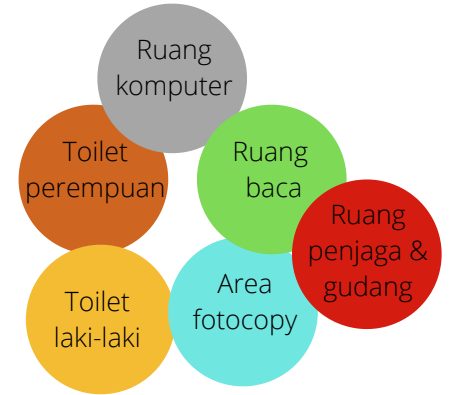 Ruang
komputer
Toilet
perempuan
Ruang
baca
Ruang
penjaga &
gudang
Toilet
laki-laki
Area
fotocopy